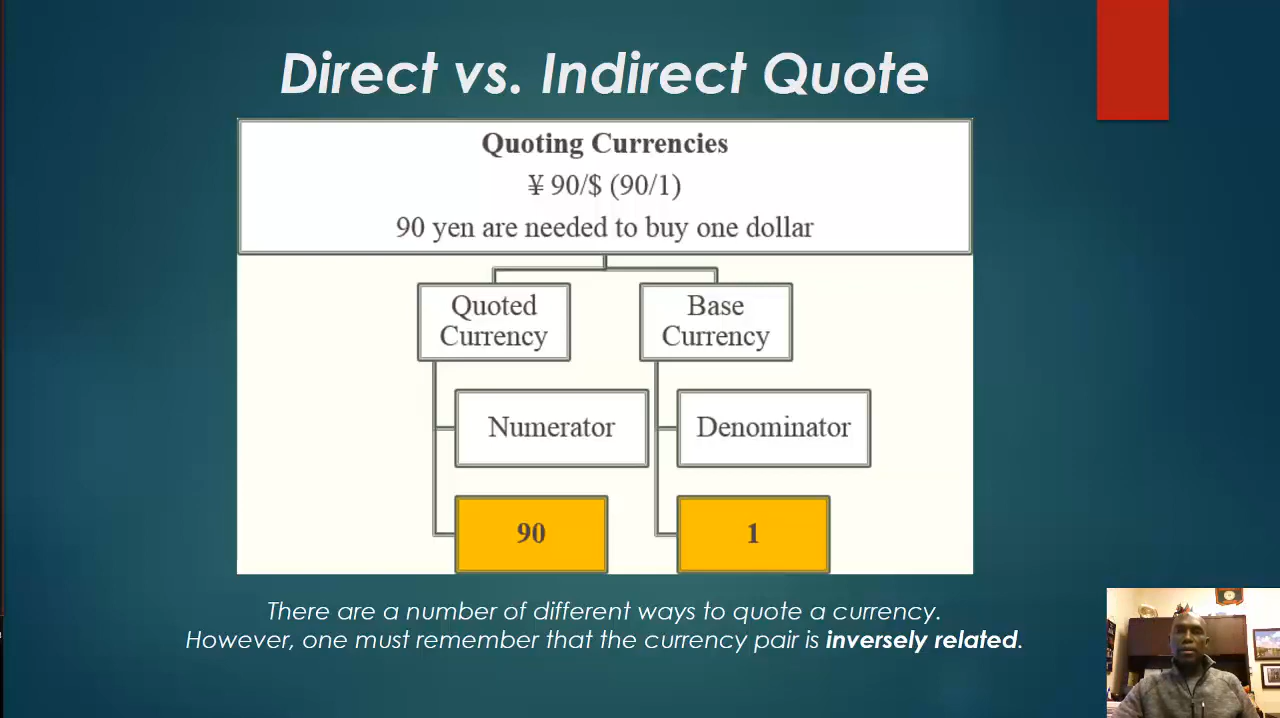 Direct vs. Indirect Quote
Quoting Currencies
¥ 90/$ (90/1)
90 yen are needed to buy one dollar
Quoted
Currency
Base
Currency
Numerator
Denominator
90
1
There are a number of different ways to quote a currency.
However, one must remember that the currency pair is inversely related.